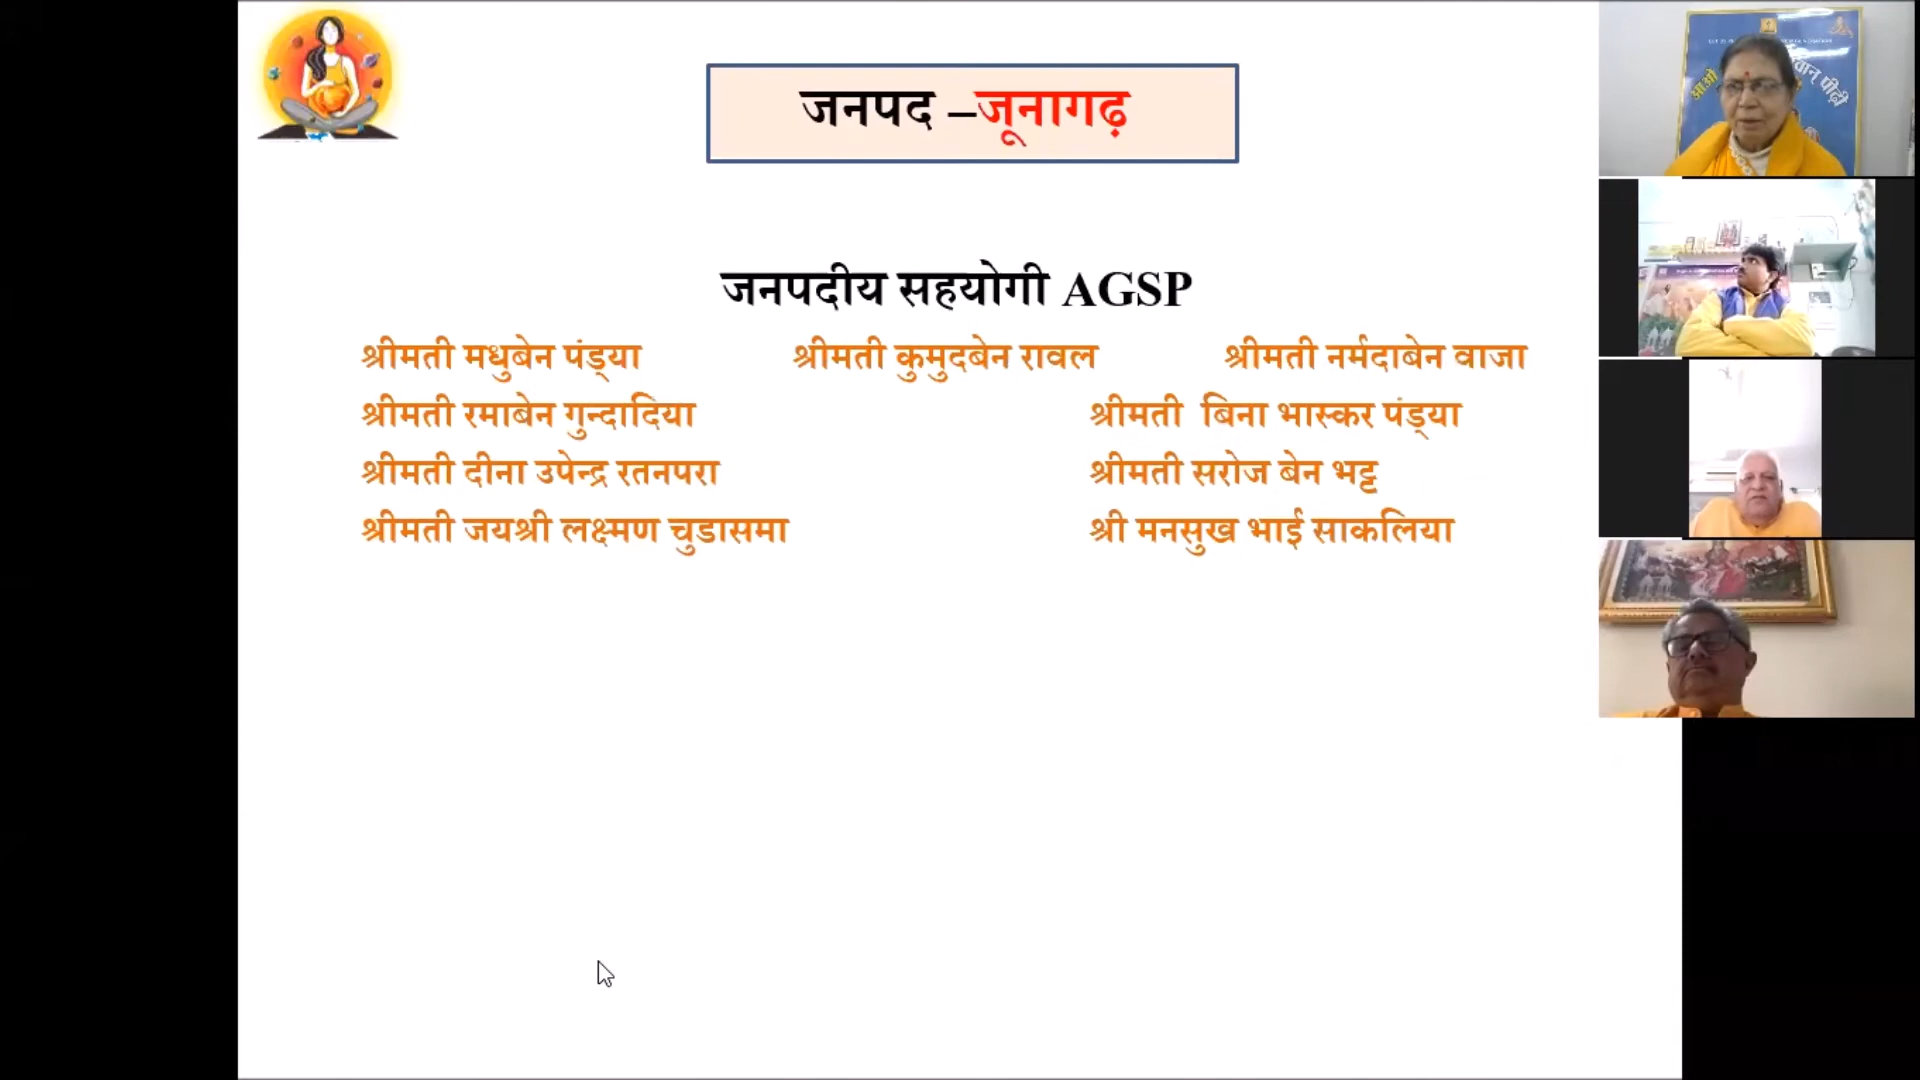 जनपद –जूनागढ़
जनपदीय सहयोगी AGSP
श्रीमती मधुबेन पंड्या श्रीमती कुमुदबेन रावल श्रीमती नर्मदाबेन वाजा
श्रीमती रमाबेन गुन्दादिया श्रीमती बिना भास्कर पंड्या
श्रीमती दीना उपेन्द्र रतनपरा श्रीमती सरोज बेन भट्ट
श्रीमती जयश्री लक्ष्मण चुडासमा श्री मनसुख भाई साकलिया
आओ
पीढ़ी